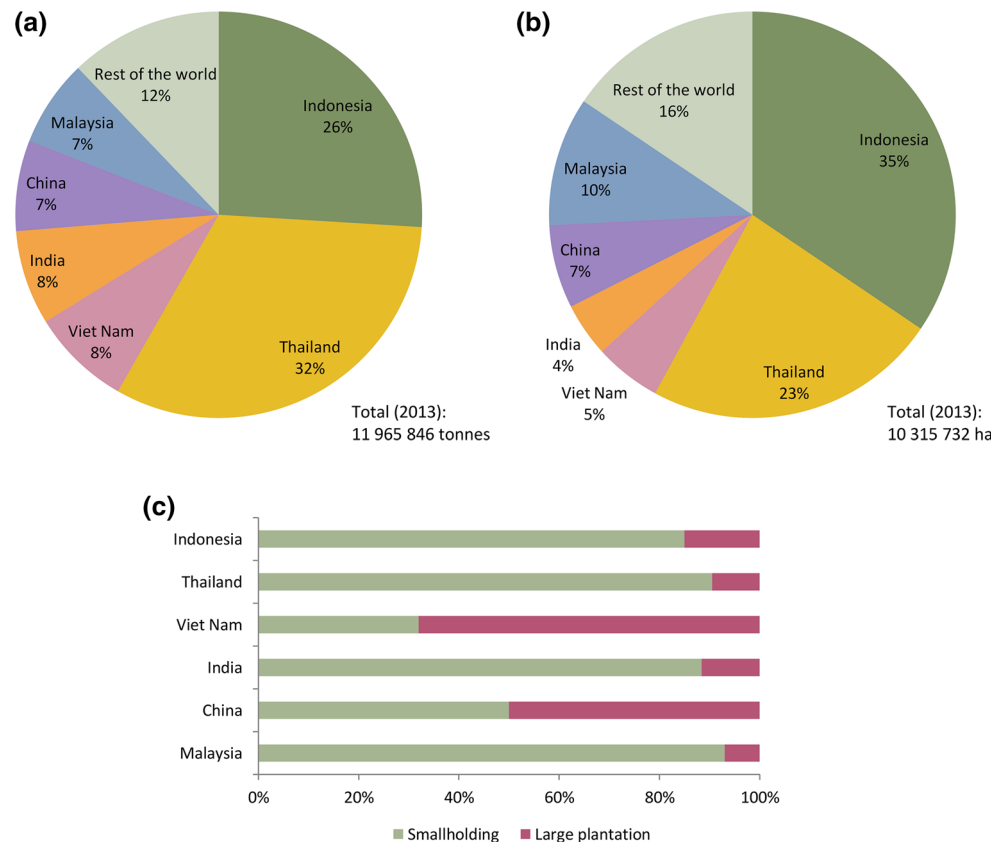 (a)
Rest of the world
12%
Indonesia
26%
Malaysia
7%
China
7%
India
8%
Viet Nam
8%
Thailand
32%
Total (2013):
11 965 846 tonnes
(b)
Rest of the world
16%
Indonesia
35%
Malaysia
10%
China
7%
India
4%
Viet Nam
5%
Thailand
23%
Total (2013):
10 315 732 ha
(c)
Indonesia
Thailand
Viet Nam
India
China
Malaysia
0% 20% 40% 60% 80% 100%
Smallholding Large plantation